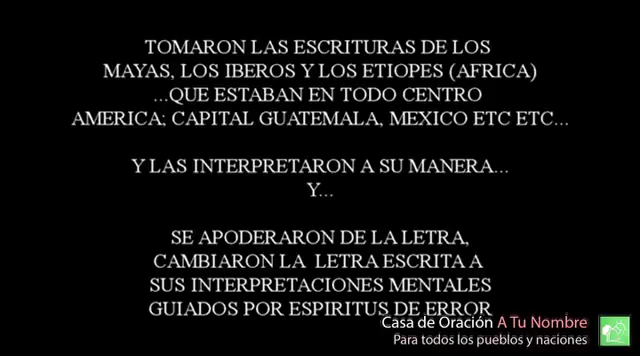 TOMARON LAS ESCRITURAS DE LOS
MAYAS, LOS IBEROS Y LOS ETIOPES (AFRICA)
...QUE ESTABAN EN TODO CENTRO
AMERICA; CAPITAL GUATEMALA, MEXICO ETC ETC...
Y LAS INTERPRETARON A SU MANERA...
Y...
SE APODERARON DE LA LETRA,
CAMBIARON LA LETRA ESCRITA A
SUS INTERPRETACIONES MENTALES
GUIADOS POR ESPIRITUS DE ERROR
Casa de Oración A Tu Nombre
Para todos los pueblos y naciones